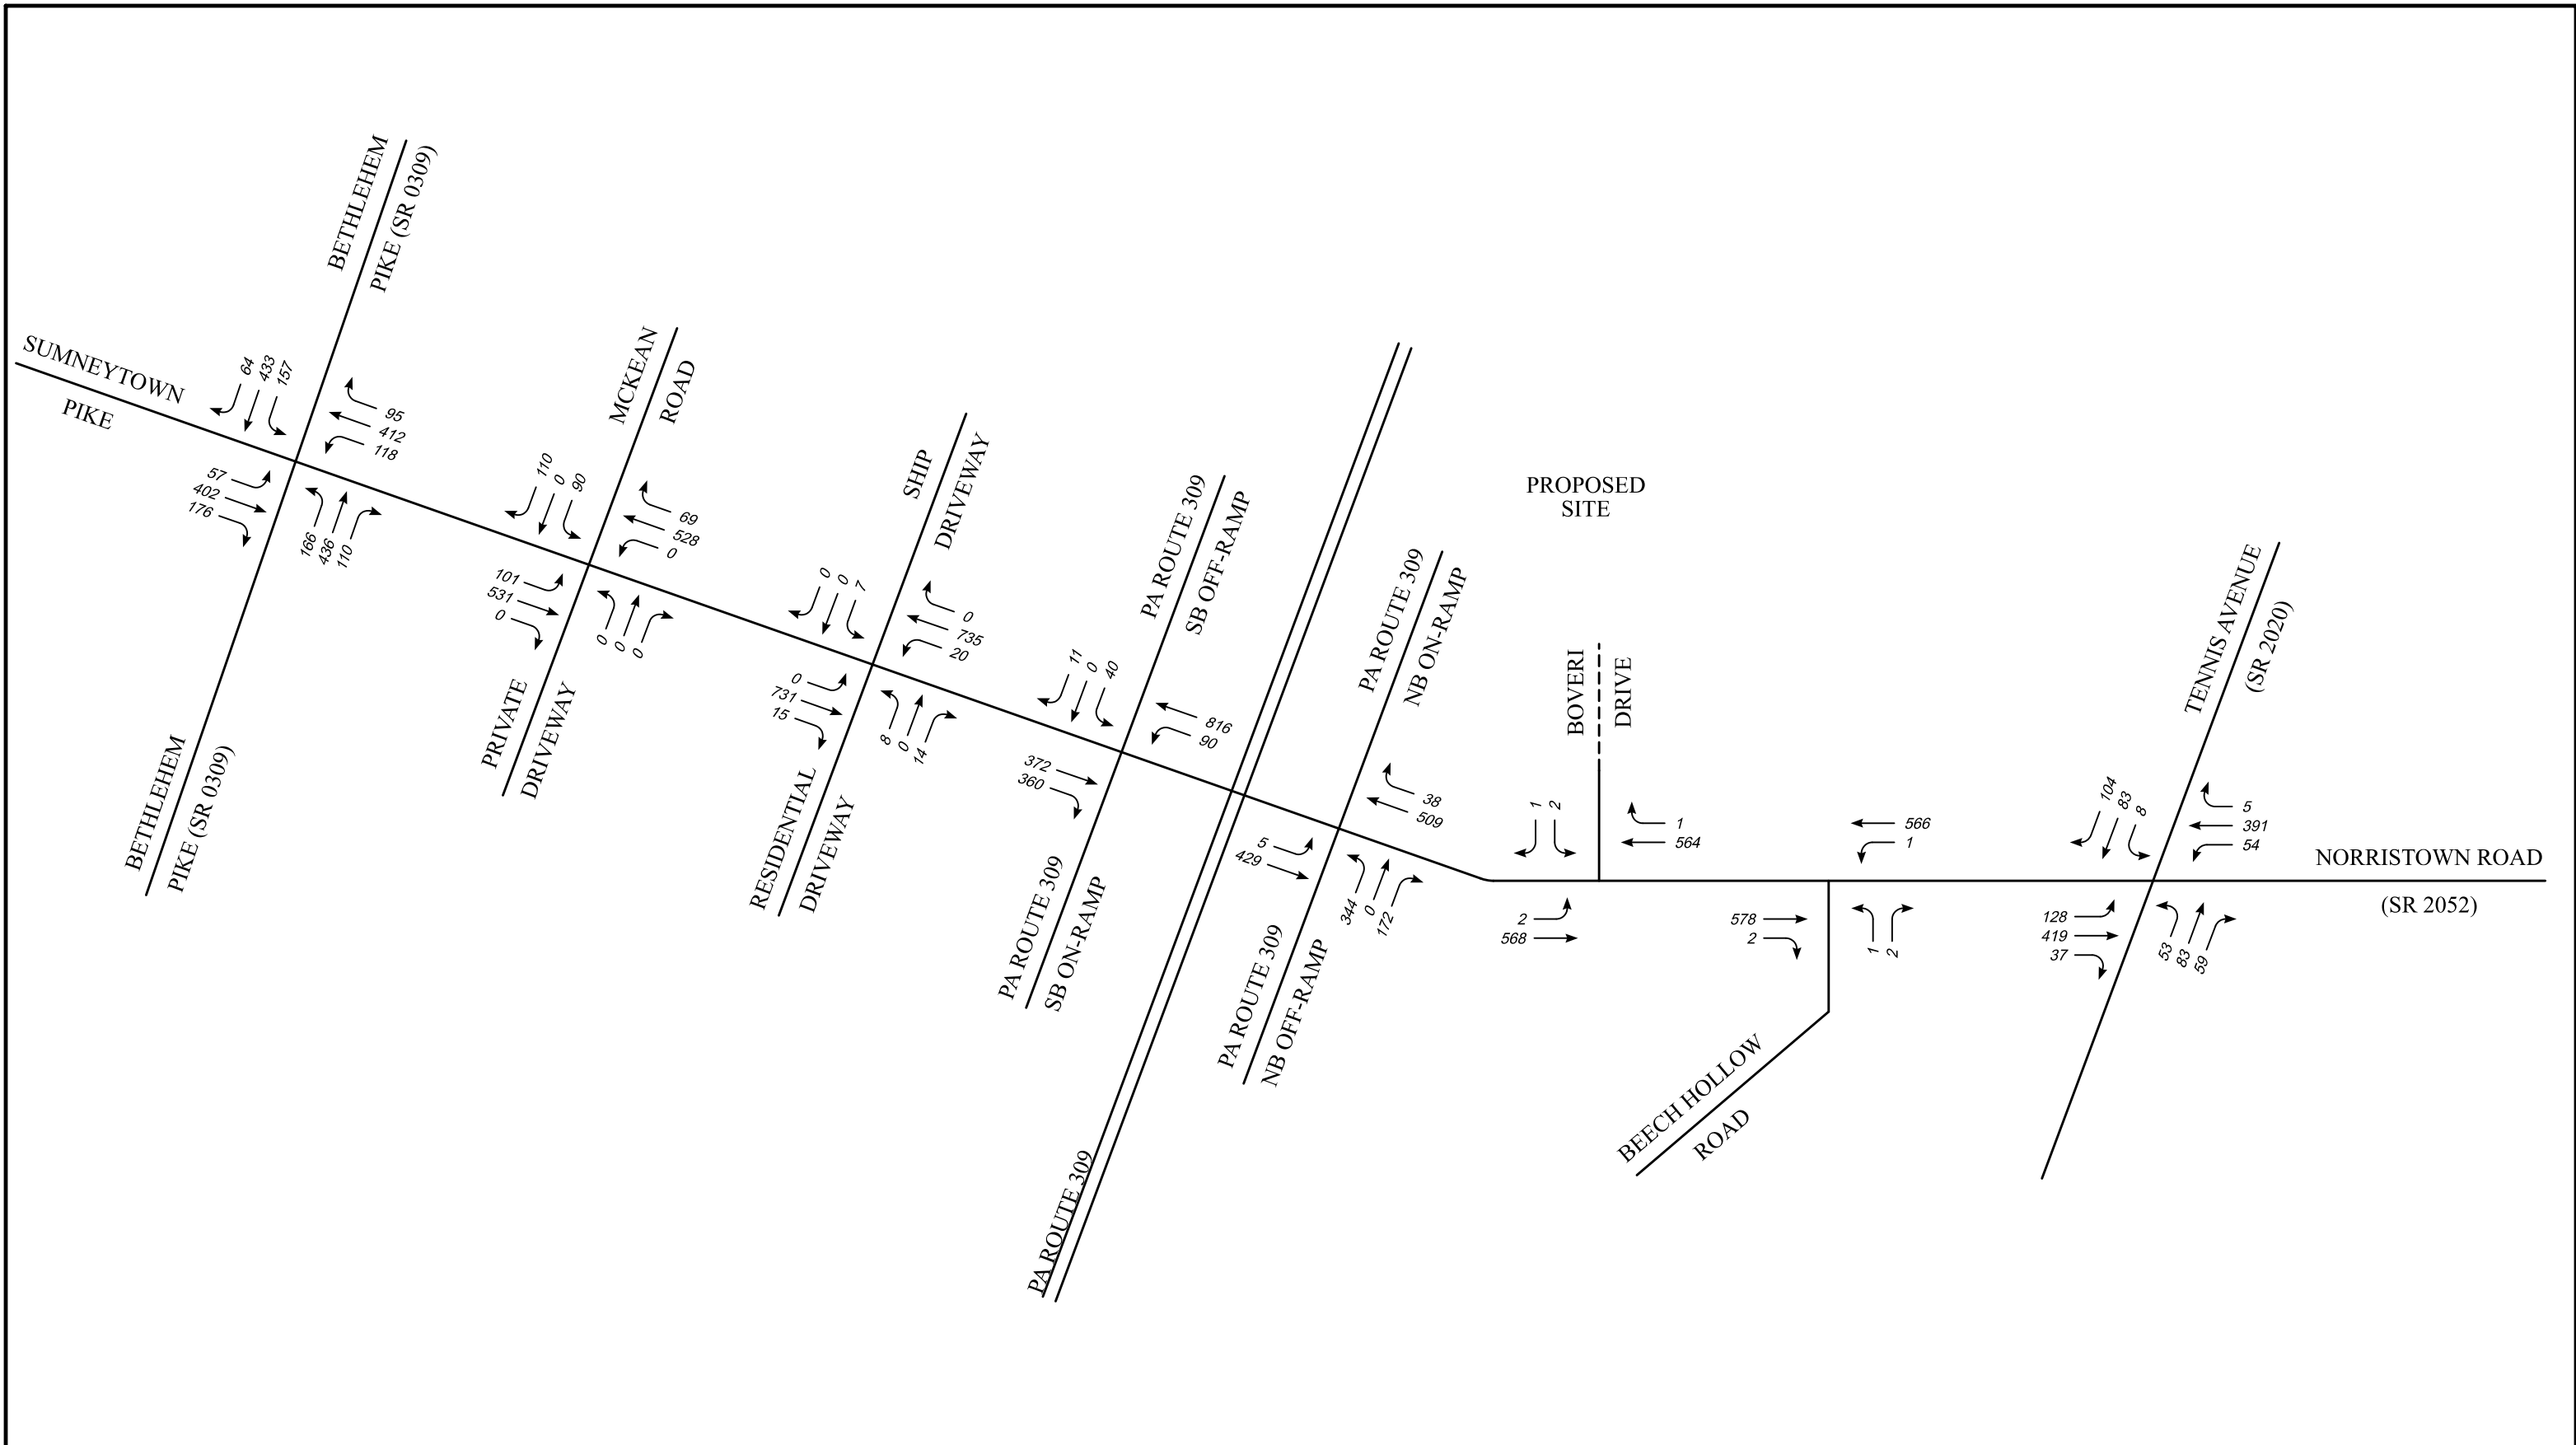 BETHLEHEM
PIKE (SR 0309)
SUMNEYTOWN
PIKE
64
433
157
95
412
118
57
402
176
166
436
110
BETHLEHEM
PIKE (SR 0309)
MCKEAN
ROAD
110
0
90
69
528
0
101
531
0
0
0
0
PRIVATE
DRIVEWAY
SHIP
DRIVEWAY
0
0
7
0
735
20
0
731
15
8
0
14
RESIDENTIAL
DRIVEWAY
PA ROUTE 309
SB OFF-RAMP
11
0
40
816
90
372
360
PA ROUTE 309
SB ON-RAMP
PA ROUTE 309
PA ROUTE 309
NB ON-RAMP
38
509
5
429
344
0
172
PA ROUTE 309
NB OFF-RAMP
PROPOSED
SITE
BOVERI
DRIVE
1
2
1
564
2
568
566
1
578
2
1
2
BEECH HOLLOW
ROAD
TENNIS AVENUE
(SR 2020)
104
83
8
5
391
54
128
419
37
53
83
59
NORRISTOWN ROAD
(SR 2052)